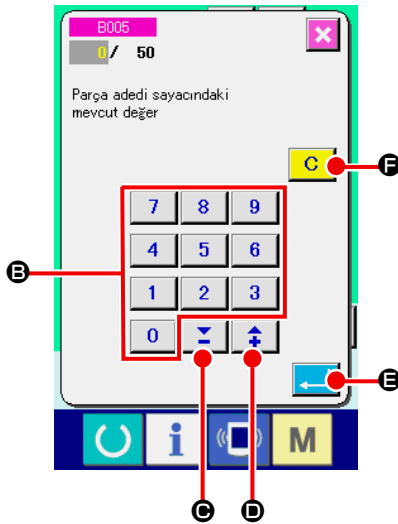 B005
0/ 50
Parça adedi sayacındaki
mevcut değer
C
F
7 8 9
4 5 6
B
1 2 3
0
E
i M
C D